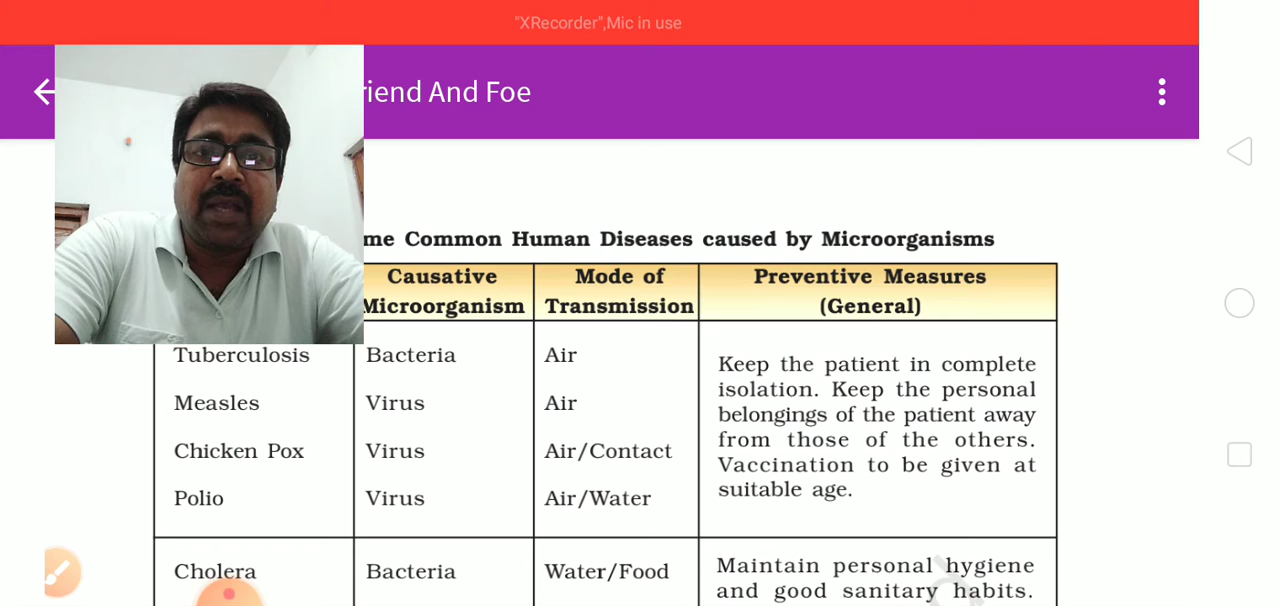 "XRecorder",Mic in use
riend And Foe
me Common Human Diseases caused by Microorganisms
Causative Microorganism
Mode of Transmission
Preventive Measures (General)
Tuberculosis Bacteria Air
Measles Virus Air
Chicken Pox Virus Air/Contact
Polio Virus Air/Water
Keep the patient in complete
isolation. Keep the personal
belongings of the patient away
from those of the others.
Vaccination to be given at
suitable age.
Cholera Bacteria Water/Food
Maintain personal hygiene
and good sanitary habits.